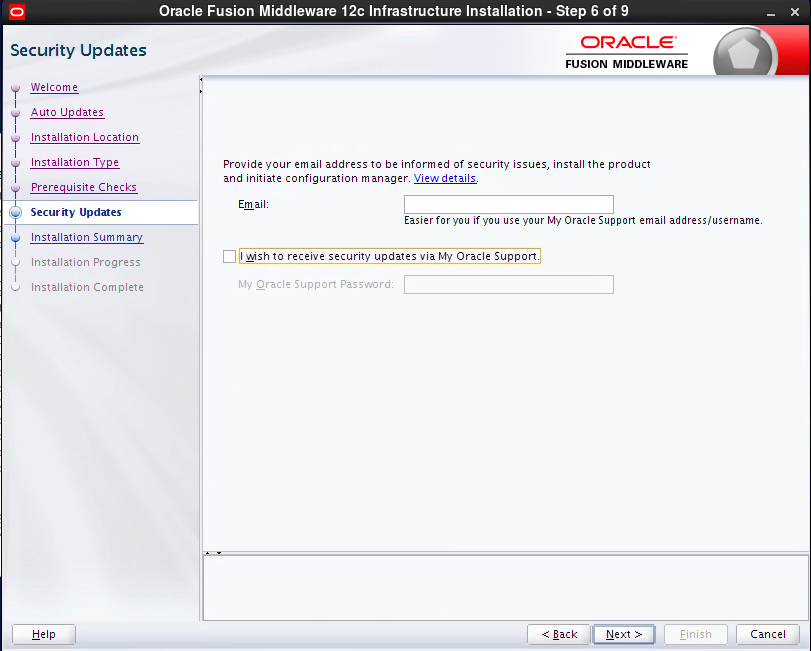 Oracle Fusion Middleware 12c Infrastructure Installation - Step 6 of 9
Security Updates
ORACLE®
FUSION MIDDLEWARE
Welcome
Auto Updates
Installation Location
Installation Type
Prerequisite Checks
Security Updates
Installation Summary
Installation Progress
Installation Complete
Provide your email address to be informed of security issues, install the product
and initiate configuration manager. View details.
Email:
Easier for you if you use your My Oracle Support email address/username.
I wish to receive security updates via My Oracle Support.
My Oracle Support Password:
Help
< Back
Next >
Finish
Cancel